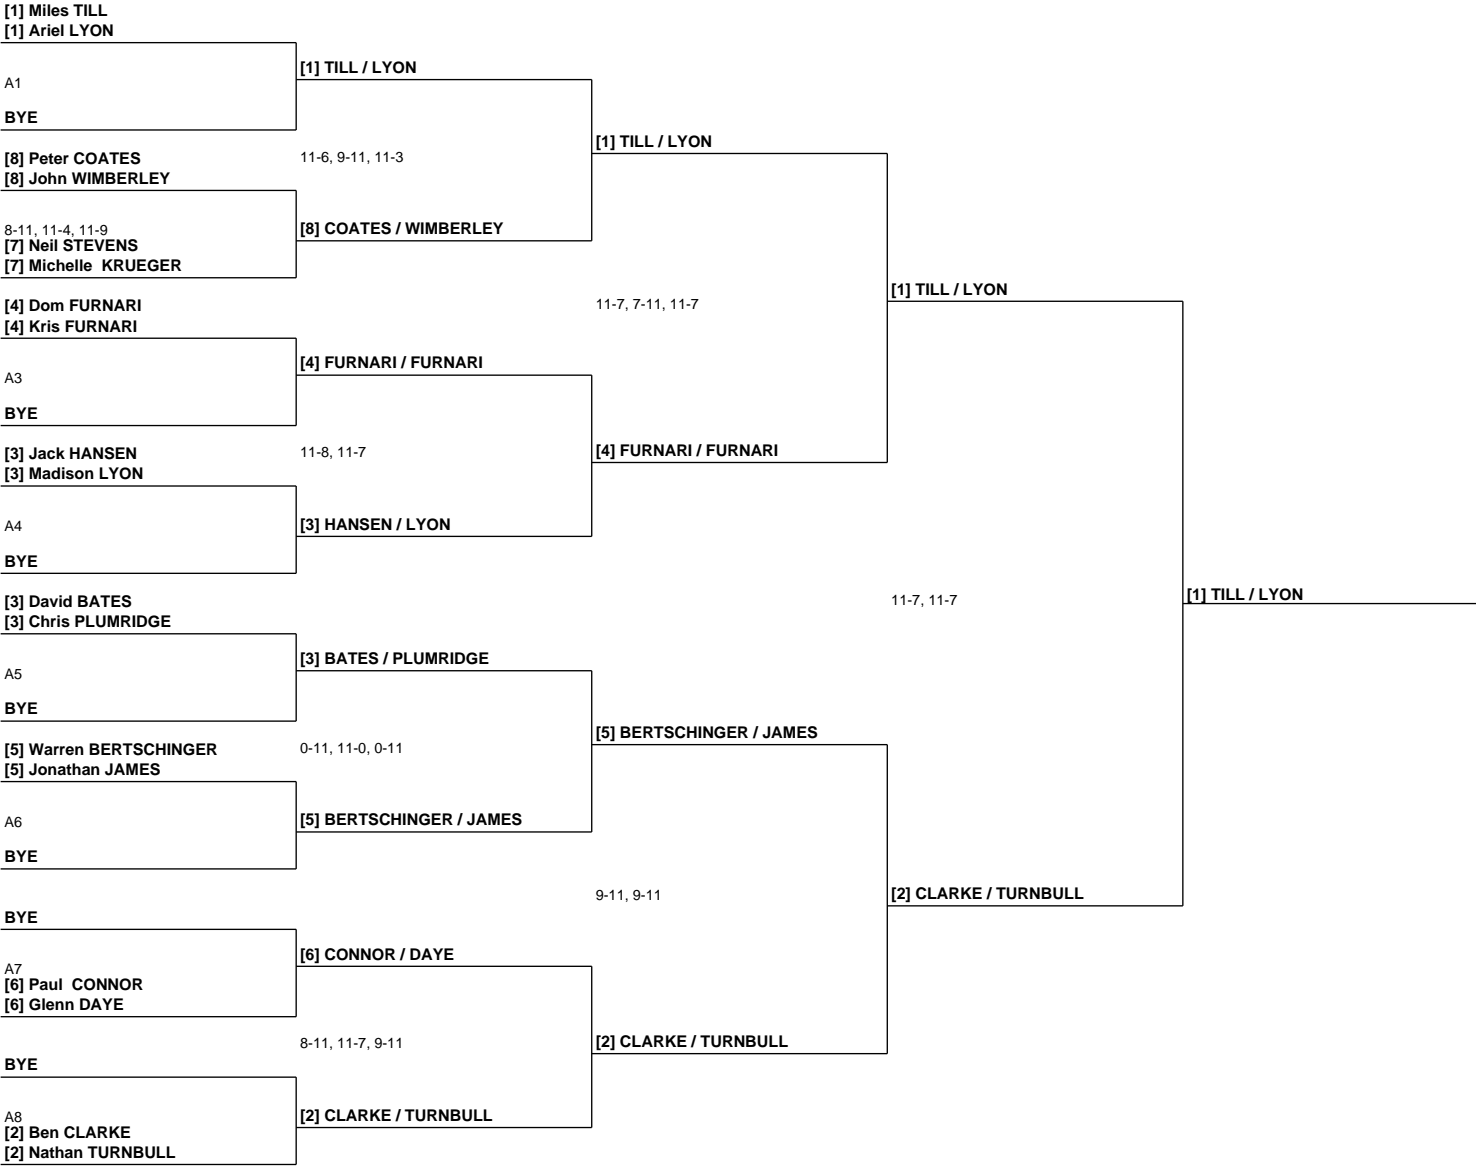 [1] Miles TILL
[1] Ariel LYON
A1
BYE
[8] Peter COATES
[8] John WIMBERLEY
8-11, 11-4, 11-9
[7] Neil STEVENS
[7] Michelle  KRUEGER
[4] Dom FURNARI
[4] Kris FURNARI
A3
BYE
[3] Jack HANSEN
[3] Madison LYON
A4
BYE
[3] David BATES
[3] Chris PLUMRIDGE
A5
BYE
[5] Warren BERTSCHINGER
[5] Jonathan JAMES
A6
BYE
BYE
A7
[6] Paul  CONNOR
[6] Glenn DAYE
BYE
A8
[2] Ben CLARKE
[2] Nathan TURNBULL
[1] TILL / LYON
11-6, 9-11, 11-3
[8] COATES / WIMBERLEY
[4] FURNARI / FURNARI
11-8, 11-7
[3] HANSEN / LYON
[3] BATES / PLUMRIDGE
0-11, 11-0, 0-11
[5] BERTSCHINGER / JAMES
[6] CONNOR / DAYE
8-11, 11-7, 9-11
[2] CLARKE / TURNBULL
[1] TILL / LYON
11-7, 7-11, 11-7
[4] FURNARI / FURNARI
[5] BERTSCHINGER / JAMES
9-11, 9-11
[2] CLARKE / TURNBULL
[1] TILL / LYON
11-7, 11-7
[2] CLARKE / TURNBULL
[1] TILL / LYON